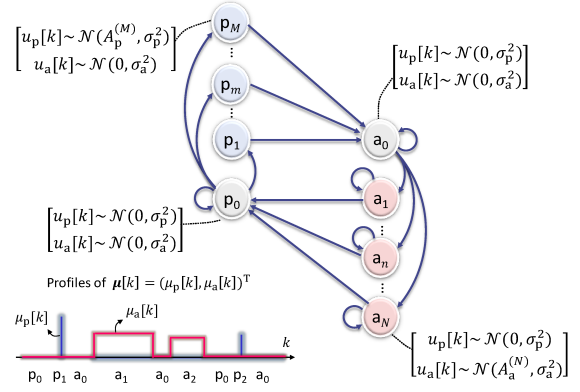 [u_p[k]~ 𝒩(A_p^(M), σ_p^2)
u_a[k]~ 𝒩(0, σ_a^2)]
p_M
⋮
p_m
⋮
p_1
p_0
[u_p[k]~ 𝒩(0, σ_p^2)
u_a[k]~ 𝒩(0, σ_a^2)]
a_0
a_1
⋮
a_n
⋮
a_N
[u_p[k]~ 𝒩(0, σ_p^2)
u_a[k]~ 𝒩(0, σ_a^2)]
[u_p[k]~ 𝒩(0, σ_p^2)
u_a[k]~ 𝒩(A_a^(N), σ_a^2)]
Profiles of 𝝁[k] = (μ_p[k], μ_a[k])^T
μ_p[k]
μ_a[k]
k
p_0 p_1 a_0 a_1 a_0 a_2 p_0 p_2 a_0